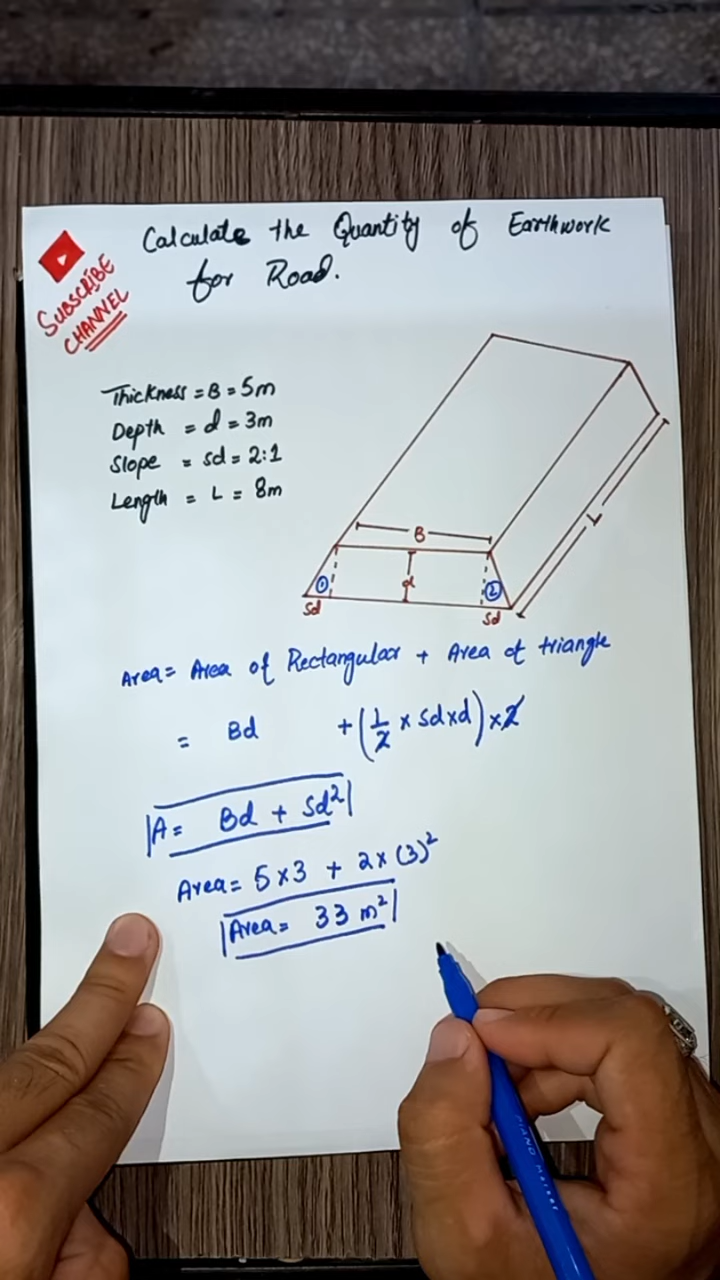 Calculate the Quantity of Earthwork
for Road.
SUBSCRIBE
CHANNEL
Thickness = B = 5m
Depth = d = 3m
Slope = sd = 2:1
Length = L = 8m
B
L
d
① ②
Sd Sd
Area = Area of Rectangular + Area of triangle
= Bd + (1/2 × Sd×d) ×2
A = Bd + Sd²
Area = 5×3 + 2×(3)²
Area = 33 m²
PIANO Marker